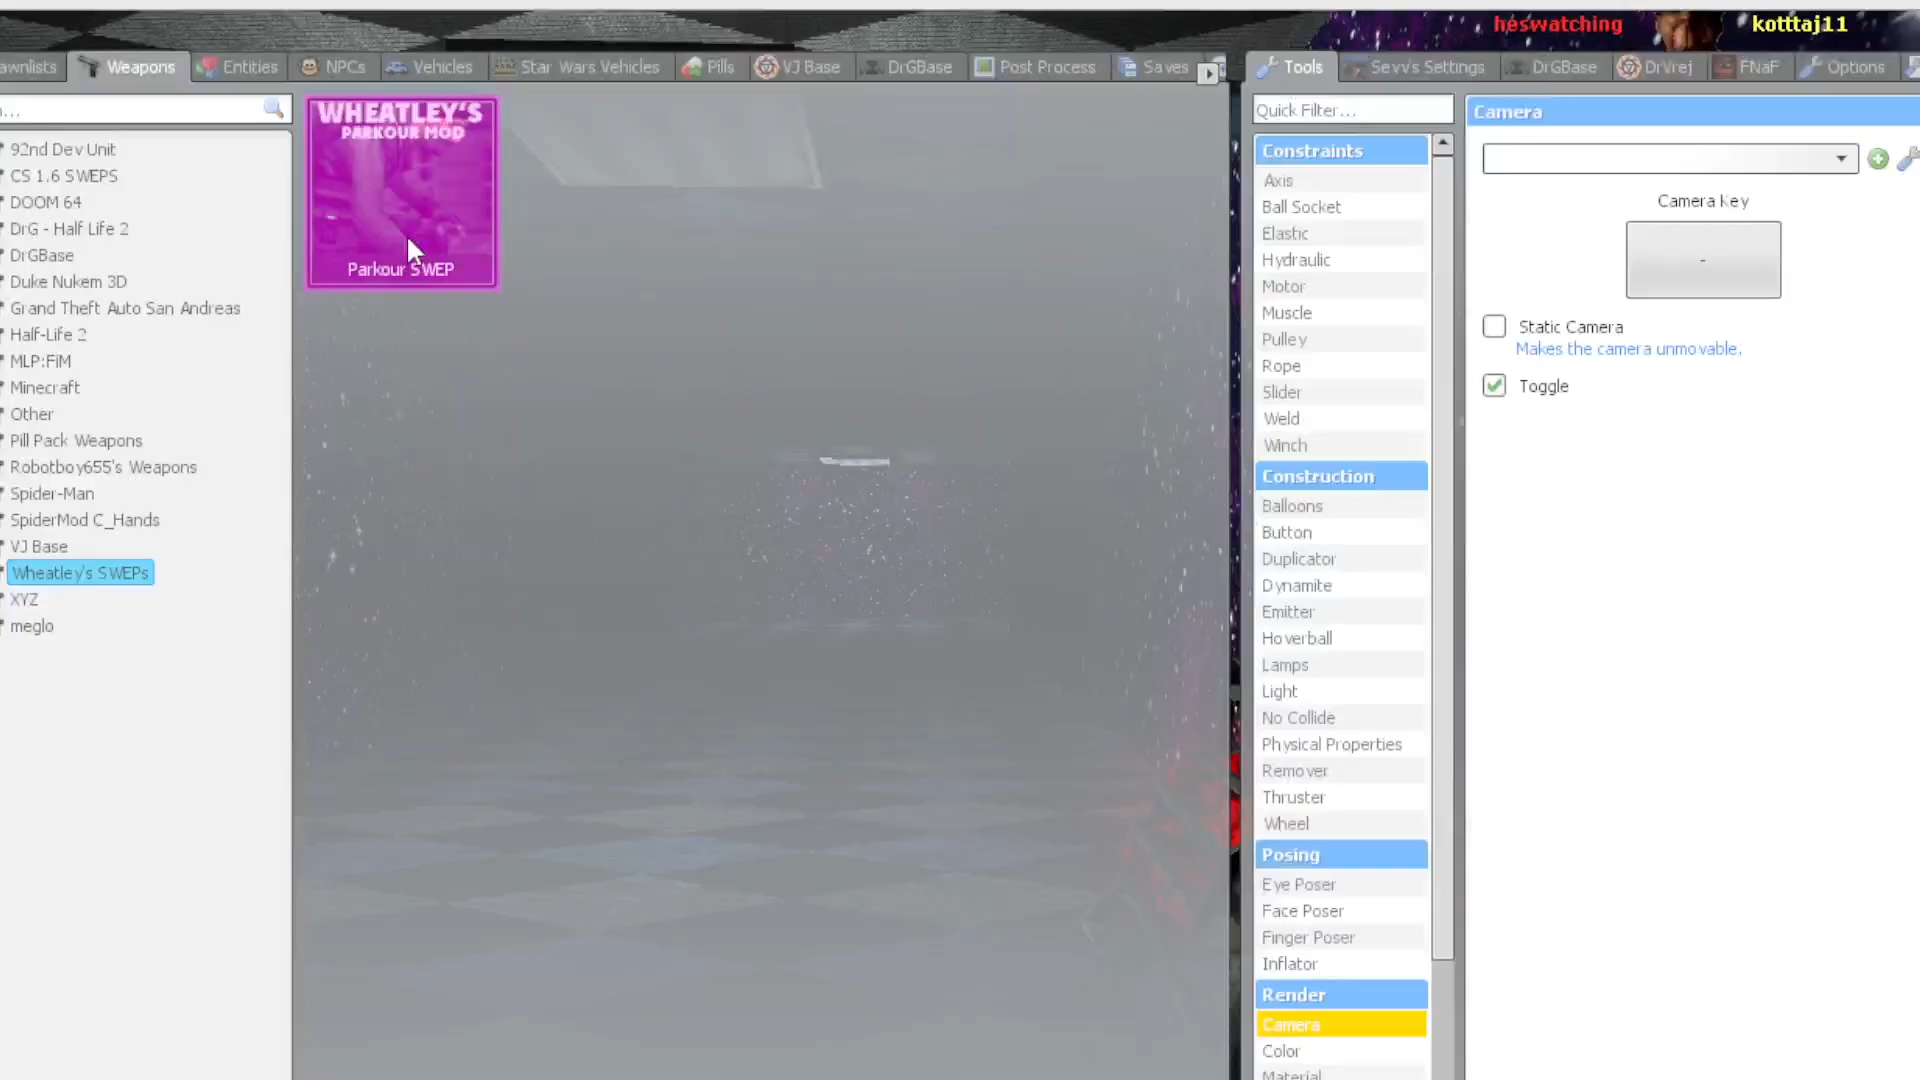 heswatching
kotttaj11
awnlists
Weapons
Entities
NPCs
Vehicles
Star Wars Vehicles
Pills
VJ Base
DrGBase
Post Process
Saves
Tools
Sevv's Settings
DrGBase
DrVrej
FNaF
Options
...
92nd Dev Unit
CS 1.6 SWEPS
DOOM 64
DrG - Half Life 2
DrGBase
Duke Nukem 3D
Grand Theft Auto San Andreas
Half-Life 2
MLP:FiM
Minecraft
Other
Pill Pack Weapons
Robotboy655's Weapons
Spider-Man
SpiderMod C_Hands
VJ Base
Wheatley's SWEPs
XYZ
meglo
WHEATLEY'S
PARKOUR MOD
Parkour SWEP
Quick Filter...
Constraints
Axis
Ball Socket
Elastic
Hydraulic
Motor
Muscle
Pulley
Rope
Slider
Weld
Winch
Construction
Balloons
Button
Duplicator
Dynamite
Emitter
Hoverball
Lamps
Light
No Collide
Physical Properties
Remover
Thruster
Wheel
Posing
Eye Poser
Face Poser
Finger Poser
Inflator
Render
Camera
Color
Material
Camera
Camera Key
-
Static Camera
Makes the camera unmovable.
Toggle